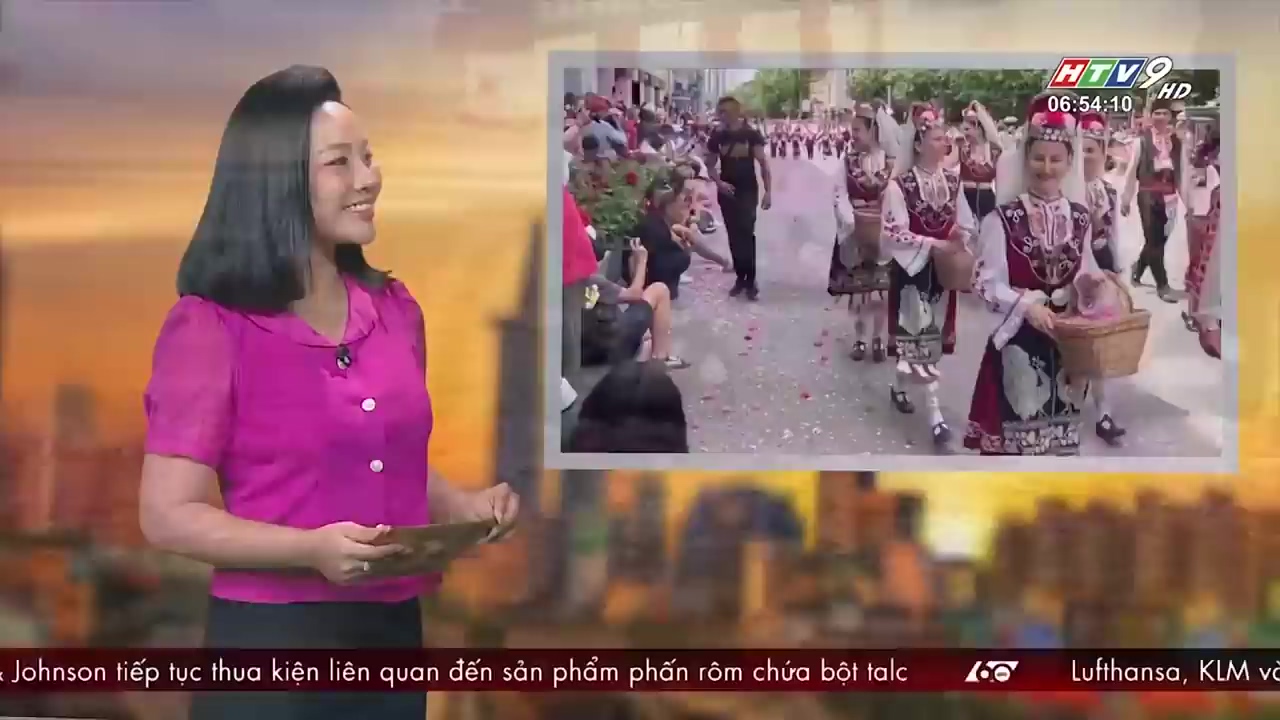 HTV9 HD
06:54:10
& Johnson tiếp tục thua kiện liên quan đến sản phẩm phấn rôm chứa bột talc
60
Lufthansa, KLM và